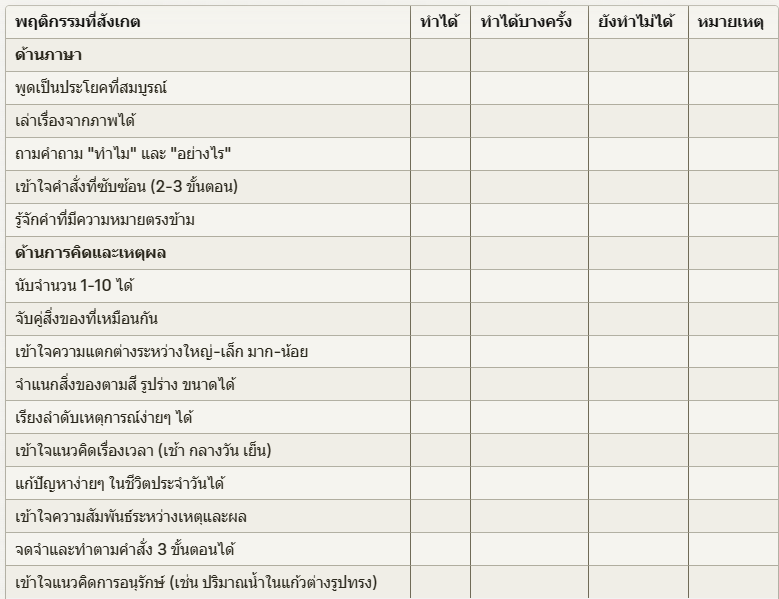 พฤติกรรมที่สังเกต ทำได้ ทำได้บางครั้ง ยังทำไม่ได้ หมายเหตุ
ด้านภาษา
พูดเป็นประโยคที่สมบูรณ์
เล่าเรื่องจากภาพได้
ถามคำถาม "ทำไม" และ "อย่างไร"
เข้าใจคำสั่งที่ซับซ้อน (2-3 ขั้นตอน)
รู้จักคำที่มีความหมายตรงข้าม
ด้านการคิดและเหตุผล
นับจำนวน 1-10 ได้
จับคู่สิ่งของที่เหมือนกัน
เข้าใจความแตกต่างระหว่างใหญ่-เล็ก มาก-น้อย
จำแนกสิ่งของตามสี รูปร่าง ขนาดได้
เรียงลำดับเหตุการณ์ง่ายๆ ได้
เข้าใจแนวคิดเรื่องเวลา (เช้า กลางวัน เย็น)
แก้ปัญหาง่ายๆ ในชีวิตประจำวันได้
เข้าใจความสัมพันธ์ระหว่างเหตุและผล
จดจำและทำตามคำสั่ง 3 ขั้นตอนได้
เข้าใจแนวคิดการอนุรักษ์ (เช่น ปริมาณน้ำในแก้วต่างรูปทรง)